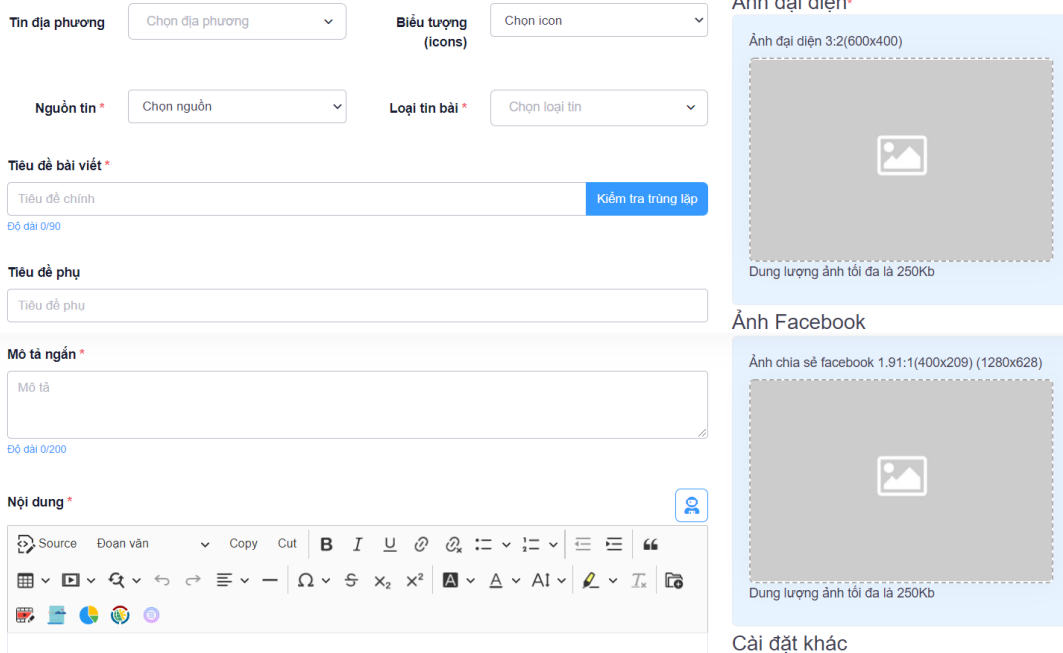 Tin địa phương
Chọn địa phương
Biểu tượng
(icons)
Chọn icon
Nguồn tin *
Chọn nguồn
Loại tin bài *
Chọn loại tin
Tiêu đề bài viết *
Tiêu đề chính
Kiểm tra trùng lặp
Độ dài 0/90
Tiêu đề phụ
Tiêu đề phụ
Mô tả ngắn *
Mô tả
Độ dài 0/200
Nội dung *
Source
Đoạn văn
Copy
Cut
Ảnh đại diện*
Ảnh đại diện 3:2(600x400)
Dung lượng ảnh tối đa là 250Kb
Ảnh Facebook
Ảnh chia sẻ facebook 1.91:1(400x209) (1280x628)
Dung lượng ảnh tối đa là 250Kb
Cài đặt khác